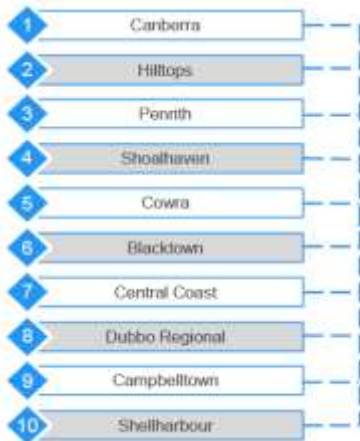 1 Canberra
2 Hilltops
3 Penrith
4 Shoalhaven
5 Cowra
6 Blacktown
7 Central Coast
8 Dubbo Regional
9 Campbelltown
10 Shellharbour